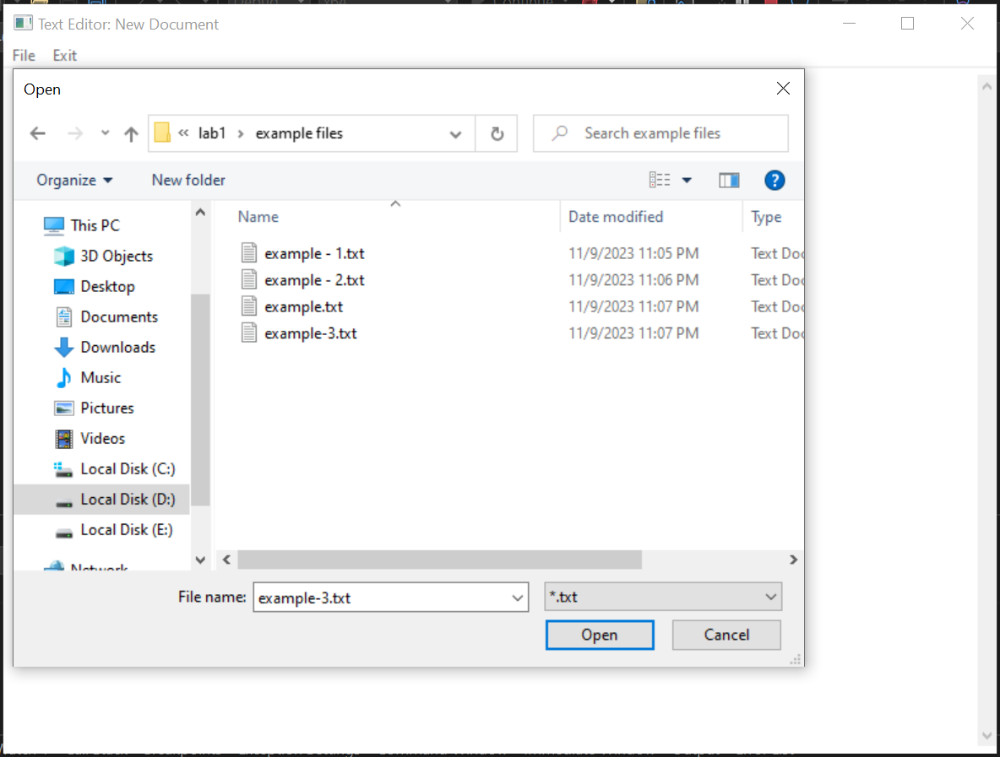 Text Editor: New Document
File Exit
Open
« lab1 › example files
Search example files
Organize New folder
?
Name Date modified Type
This PC
3D Objects
Desktop
Documents
Downloads
Music
Pictures
Videos
Local Disk (C:)
Local Disk (D:)
Local Disk (E:)
Network
example - 1.txt 11/9/2023 11:05 PM Text Doc
example - 2.txt 11/9/2023 11:06 PM Text Doc
example.txt 11/9/2023 11:07 PM Text Doc
example-3.txt 11/9/2023 11:07 PM Text Doc
File name: example-3.txt *.txt
Open Cancel